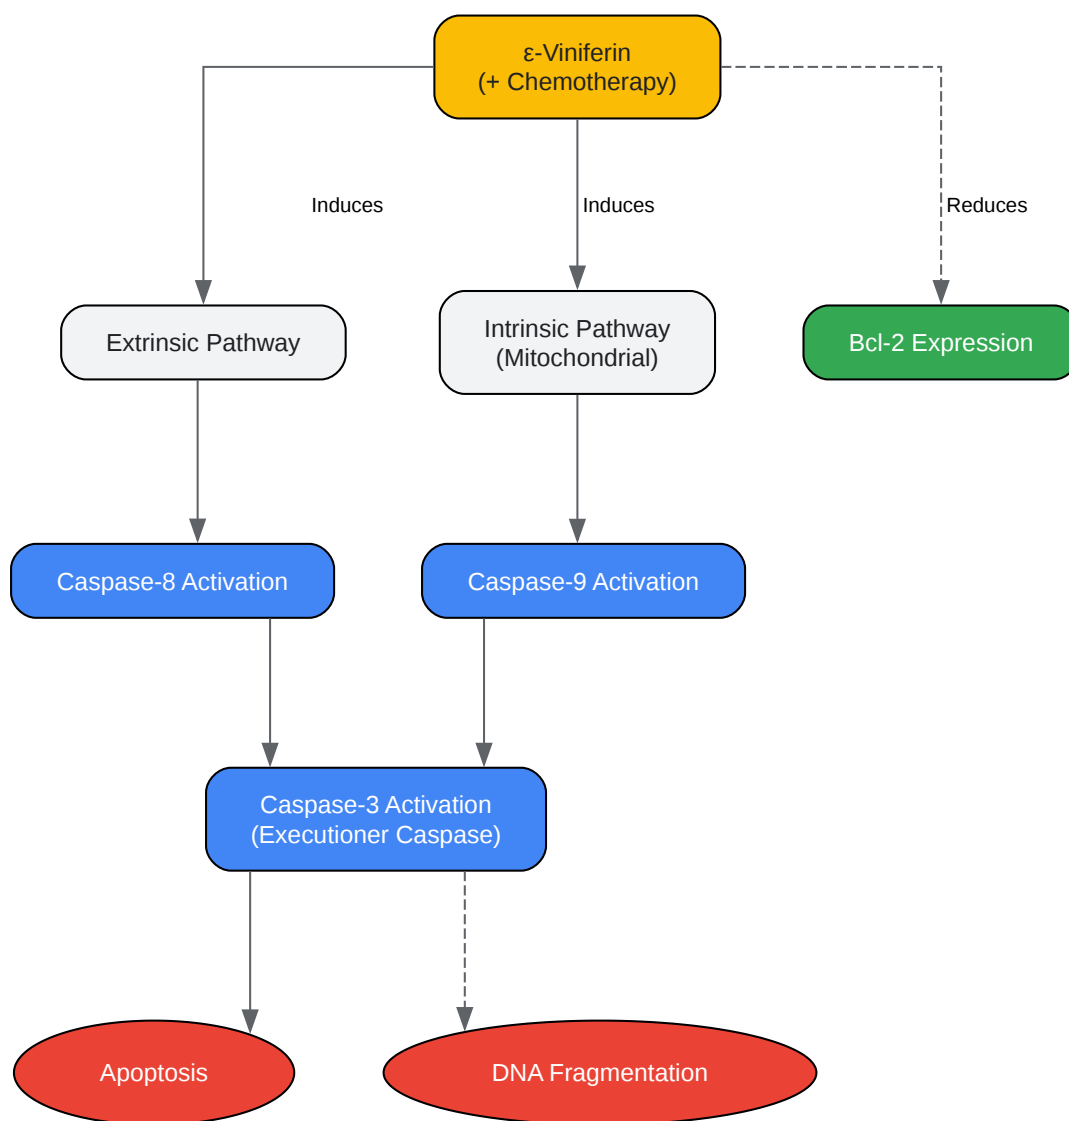 ε-Viniferin
(+ Chemotherapy)
Induces
Induces
Reduces
Extrinsic Pathway
Intrinsic Pathway
(Mitochondrial)
Bcl-2 Expression
Caspase-8 Activation
Caspase-9 Activation
Caspase-3 Activation
(Executioner Caspase)
Apoptosis
DNA Fragmentation